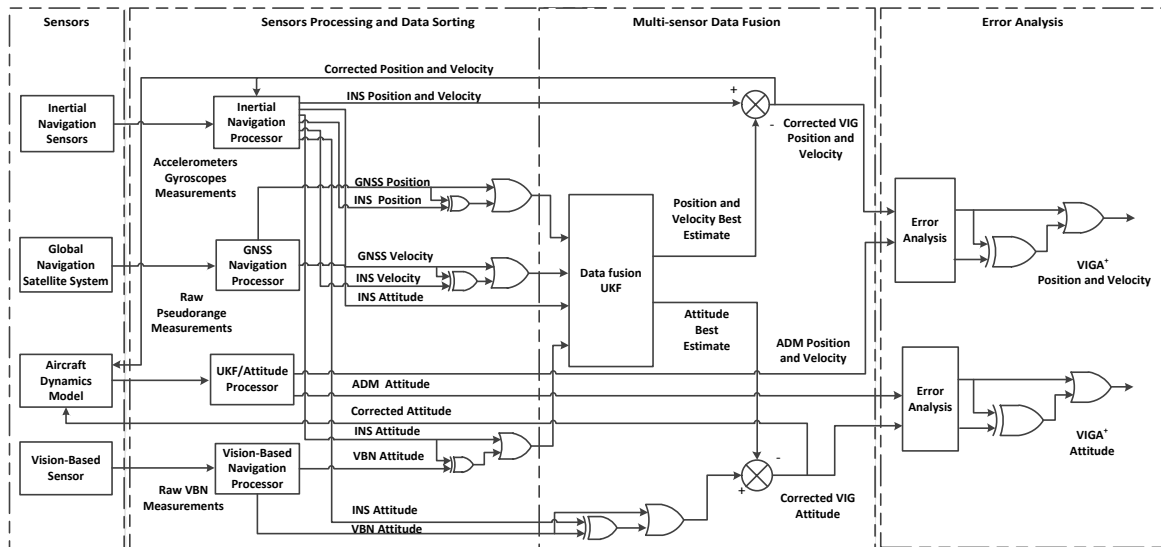 Sensors
Sensors Processing and Data Sorting
Multi-sensor Data Fusion
Error Analysis
Corrected Position and Velocity
INS Position and Velocity
+
-
Inertial
Navigation
Sensors
Inertial
Navigation
Processor
Corrected VIG
Position and
Velocity
Accelerometers
Gyroscopes
Measurements
GNSS Position
INS Position
Position and
Velocity Best
Estimate
Error
Analysis
Global
Navigation
Satellite System
GNSS
Navigation
Processor
GNSS Velocity
INS Velocity
INS Attitude
Data fusion
UKF
VIGA+
Position and Velocity
Raw
Pseudorange
Measurements
Attitude
Best
Estimate
ADM Position
and Velocity
Aircraft
Dynamics
Model
UKF/Attitude
Processor
ADM Attitude
Corrected Attitude
Error
Analysis
INS Attitude
VBN Attitude
VIGA+
Attitude
Vision-Based
Sensor
Vision-Based
Navigation
Processor
-
+
Raw VBN
Measurements
Corrected VIG
Attitude
INS Attitude
VBN Attitude